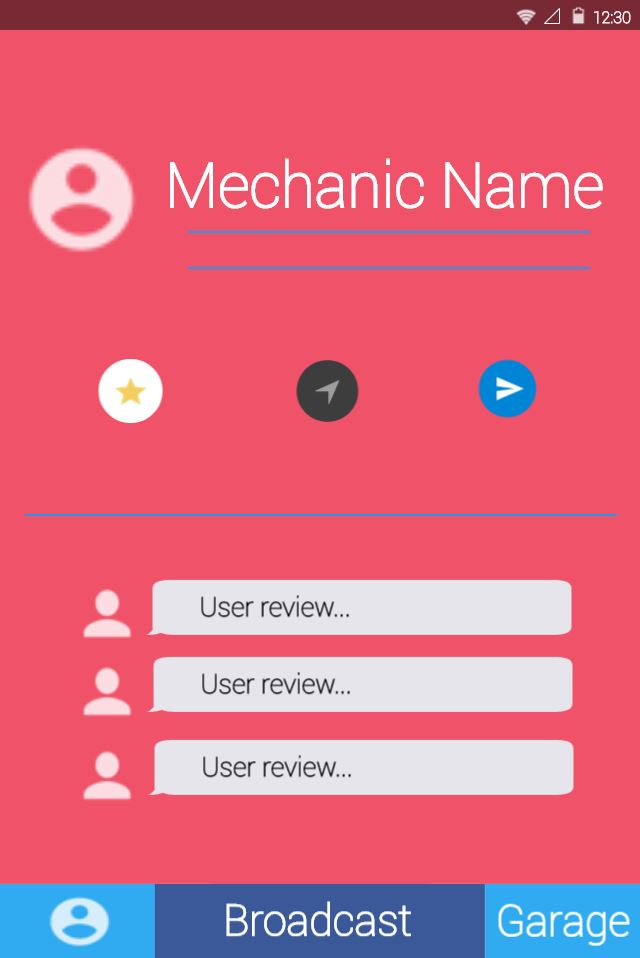 12:30
Mechanic Name
User review...
User review...
User review...
Broadcast
Garage